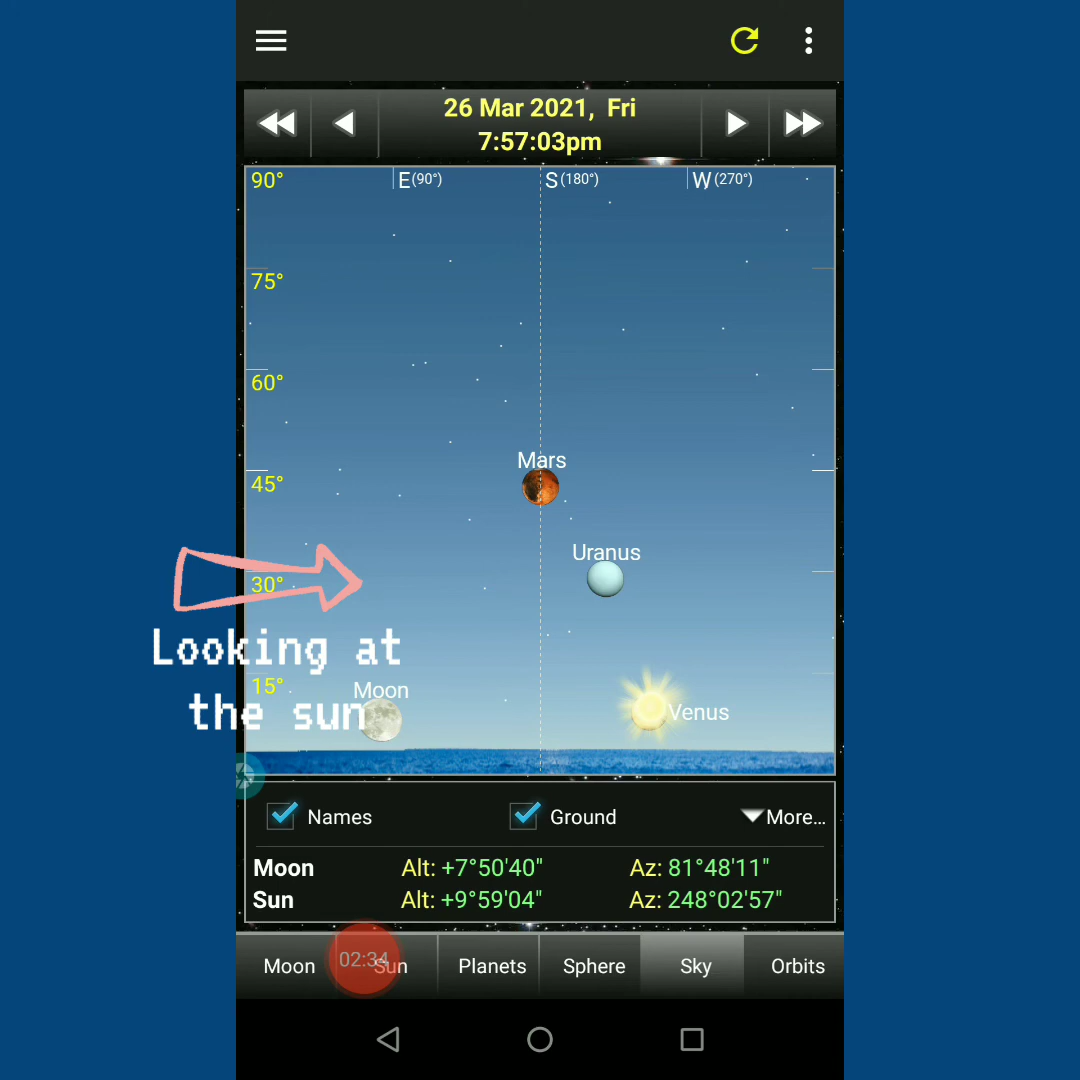 26 Mar 2021, Fri
7:57:03pm
90°
E(90°)
S(180°)
W(270°)
75°
60°
Mars
45°
Uranus
30°
Looking at
the sun
15°
Moon
Venus
Names
Ground
More...
Moon Alt: +7°50'40" Az: 81°48'11"
Sun Alt: +9°59'04" Az: 248°02'57"
Moon
02:34
Sun
Planets
Sphere
Sky
Orbits